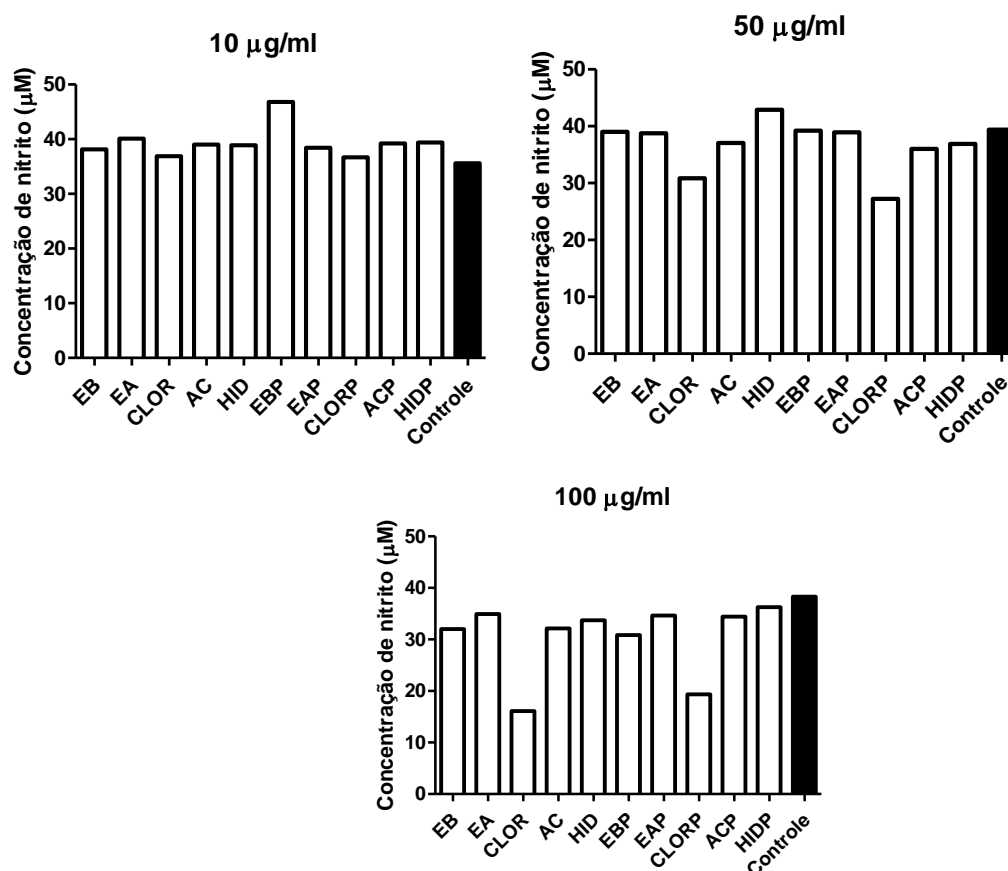 10 μg/ml
Concentração de nitrito (μM)
50
40
30
20
10
0
EB
EA
CLOR
AC
HID
EBP
EAP
CLORP
ACP
HIDP
Controle
50 μg/ml
Concentração de nitrito (μM)
50
40
30
20
10
0
EB
EA
CLOR
AC
HID
EBP
EAP
CLORP
ACP
HIDP
Controle
100 μg/ml
Concentração de nitrito (μM)
50
40
30
20
10
0
EB
EA
CLOR
AC
HID
EBP
EAP
CLORP
ACP
HIDP
Controle